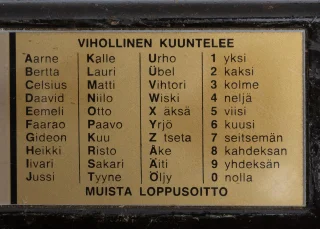 VIHOLLINEN KUUNTELEE
Aarne Kalle Urho 1 yksi
Bertta Lauri Übel 2 kaksi
Celsius Matti Vihtori 3 kolme
Daavid Niilo Wiski 4 neljä
Eemeli Otto X äksä 5 viisi
Faarao Paavo Yrjö 6 kuusi
Gideon Kuu Z tseta 7 seitsemän
Heikki Risto Åke 8 kahdeksan
Iivari Sakari Äiti 9 yhdeksän
Jussi Tyyne Öljy 0 nolla
MUISTA LOPPUSOITTO